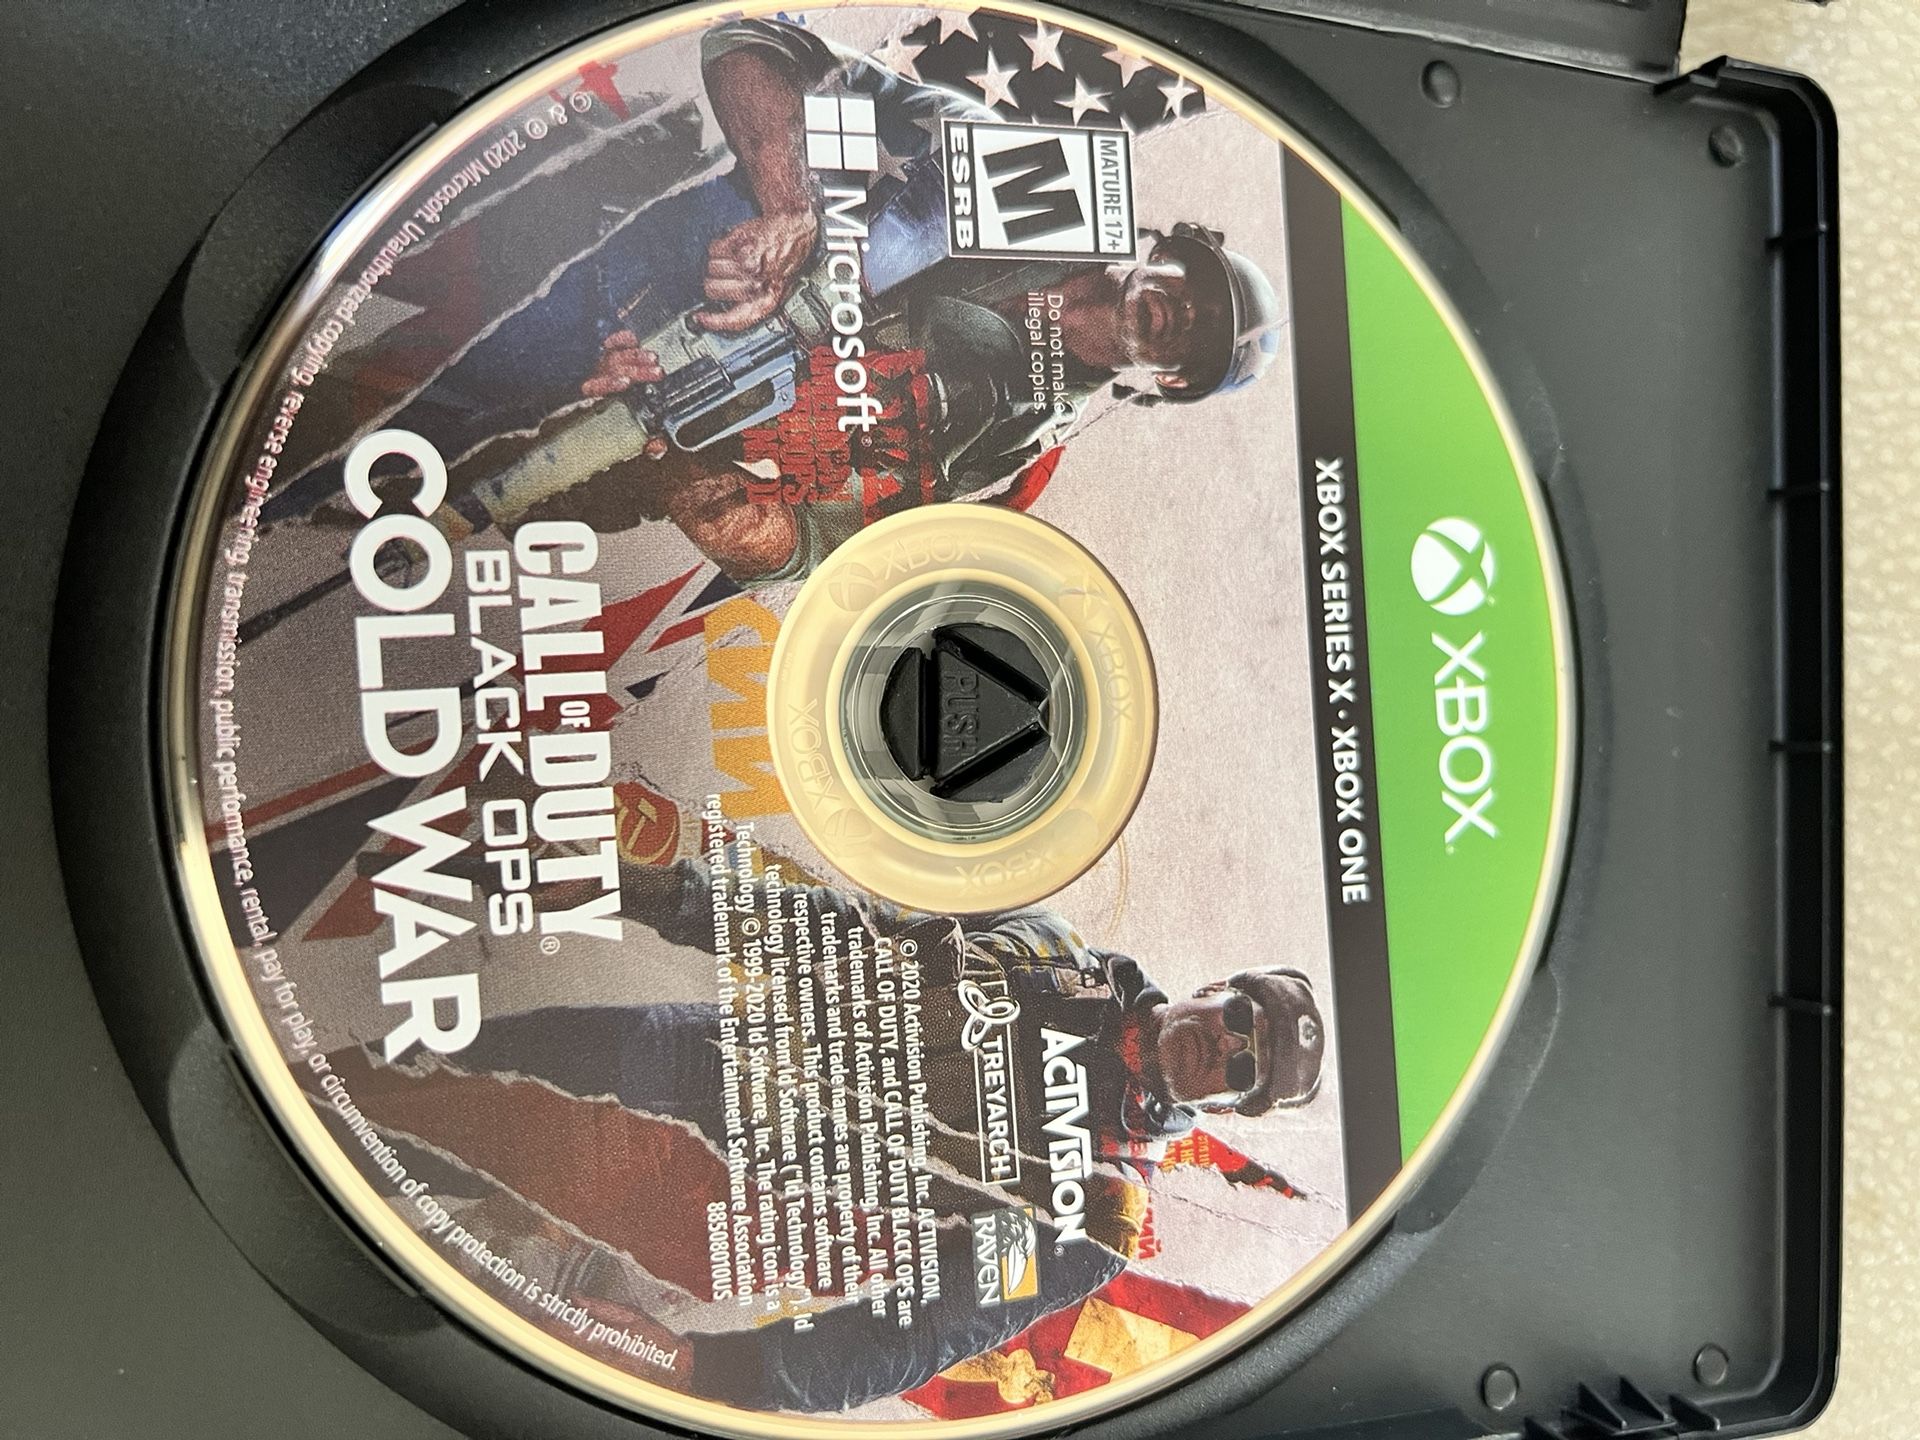 XBOX
XBOX SERIES X • XBOX ONE
MATURE 17+
M
ESRB
Do not make
illegal copies.
Microsoft®
ACTIVISION®
TREYARCH
RAVEN
© 2020 Activision Publishing, Inc. ACTIVISION,
CALL OF DUTY, and CALL OF DUTY BLACK OPS are
trademarks of Activision Publishing, Inc. All other
trademarks and trade names are property of their
respective owners. This product contains software
technology licensed from Id Software ("Id Technology"). Id
Technology © 1999-2020 Id Software, Inc. The rating icon is a
registered trademark of the Entertainment Software Association
88508010US
XBOX
XBOX
XBOX
XBOX
PUSH
CALL OF DUTY®
BLACK OPS
COLD WAR
© & ℗ 2020 Microsoft. Unauthorized copying, reverse engineering, transmission, public performance, rental, pay for play, or circumvention of copy protection is strictly prohibited.